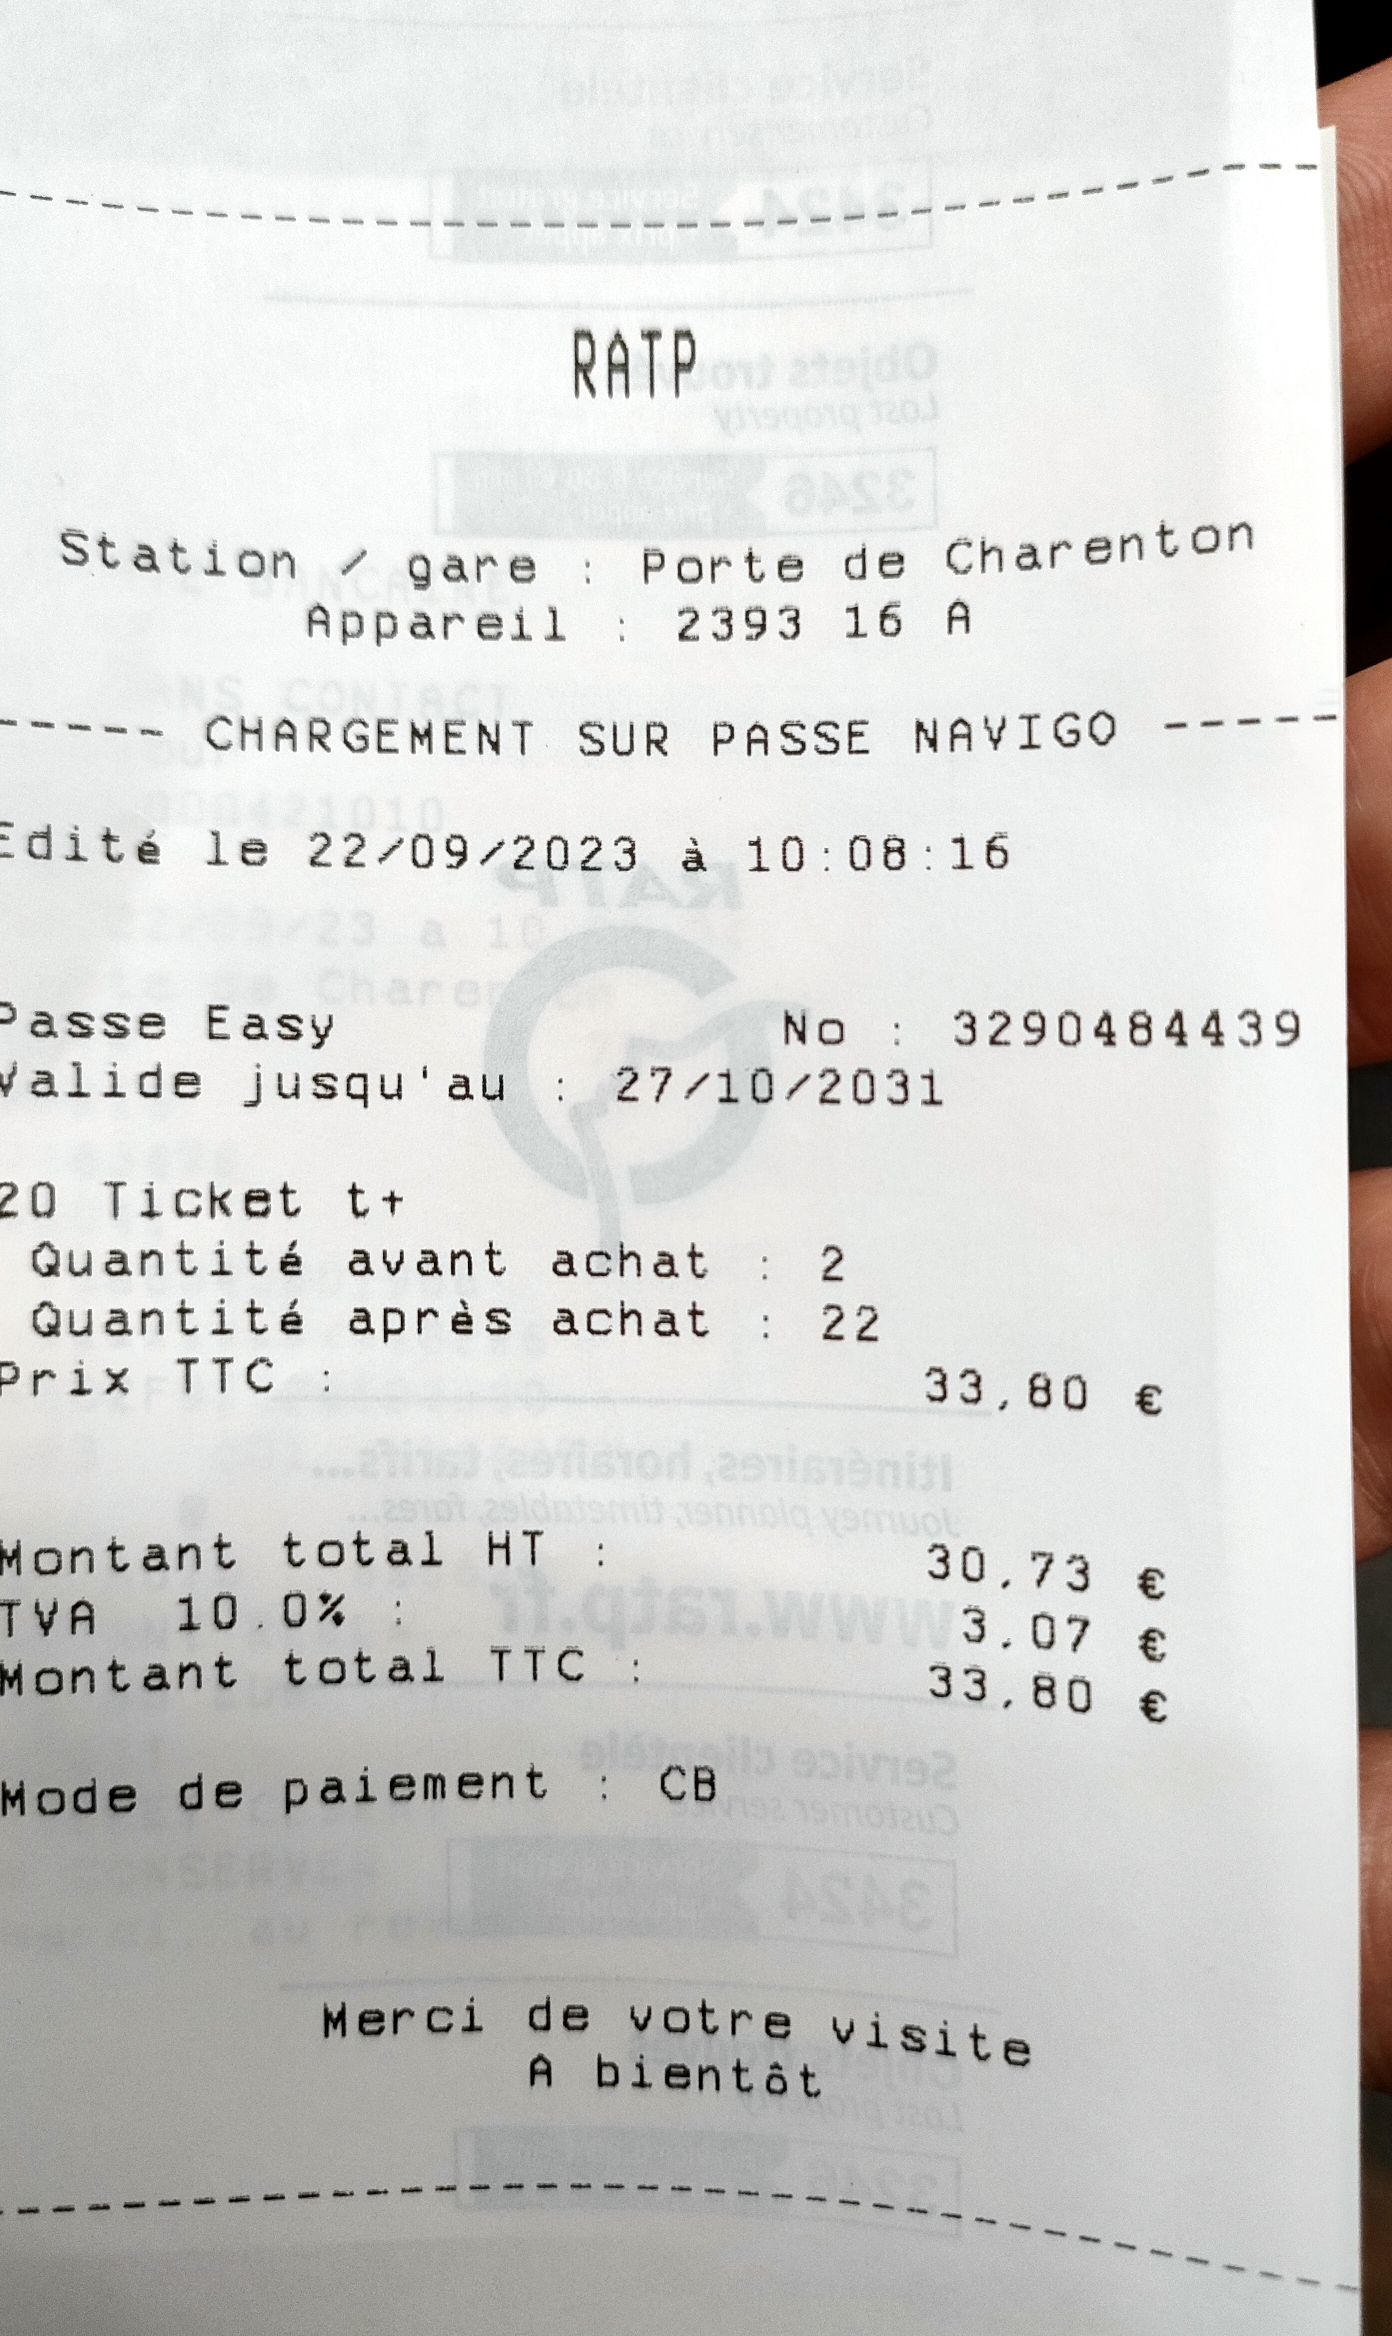 RATP
Station / gare : Porte de Charenton
Appareil : 2393 16 A
----- CHARGEMENT SUR PASSE NAVIGO -----
Edité le 22/09/2023 à 10:08:16
Passe Easy No : 3290484439
Valide jusqu'au : 27/10/2031
20 Ticket t+
Quantité avant achat : 2
Quantité après achat : 22
Prix TTC : 33,80 €
Montant total HT : 30,73 €
TVA 10.0% : 3,07 €
Montant total TTC : 33,80 €
Mode de paiement : CB
Merci de votre visite
A bientôt